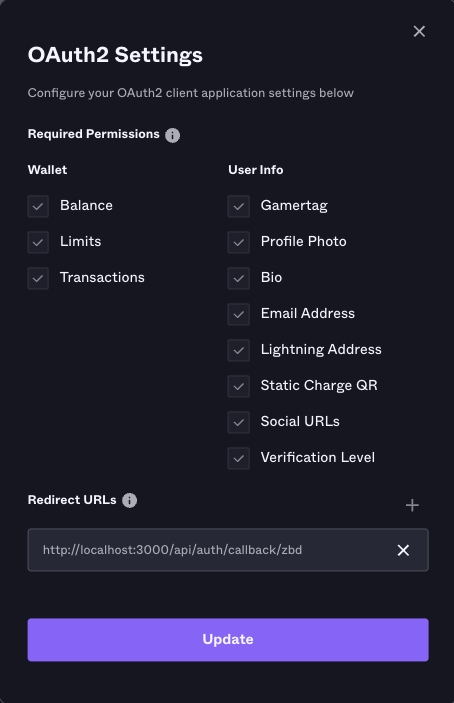 OAuth2 Settings
Configure your OAuth2 client application settings below
Required Permissions
Wallet
Balance
Limits
Transactions
User Info
Gamertag
Profile Photo
Bio
Email Address
Lightning Address
Static Charge QR
Social URLs
Verification Level
Redirect URLs
http://localhost:3000/api/auth/callback/zbd
Update